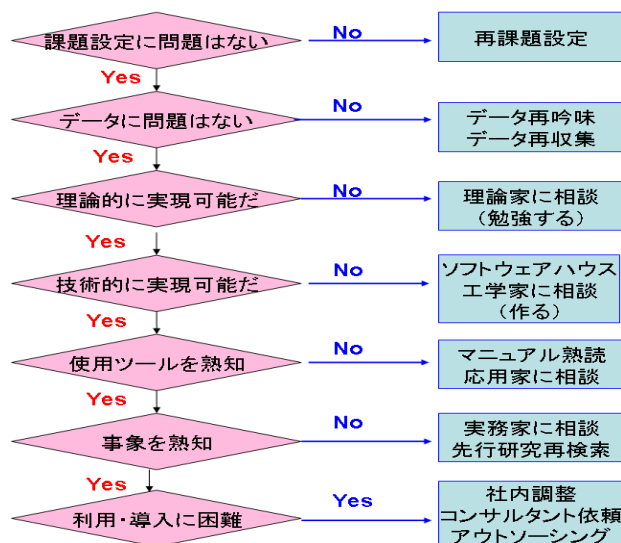 課題設定に問題はない
No
再課題設定
Yes
データに問題はない
No
データ再吟味
データ再収集
Yes
理論的に実現可能だ
No
理論家に相談
(勉強する)
Yes
技術的に実現可能だ
No
ソフトウェアハウス
工学家に相談
(作る)
Yes
使用ツールを熟知
No
マニュアル熟読
応用家に相談
Yes
事象を熟知
No
実務家に相談
先行研究再検索
Yes
利用・導入に困難
Yes
社内調整
コンサルタント依頼
アウトソーシング